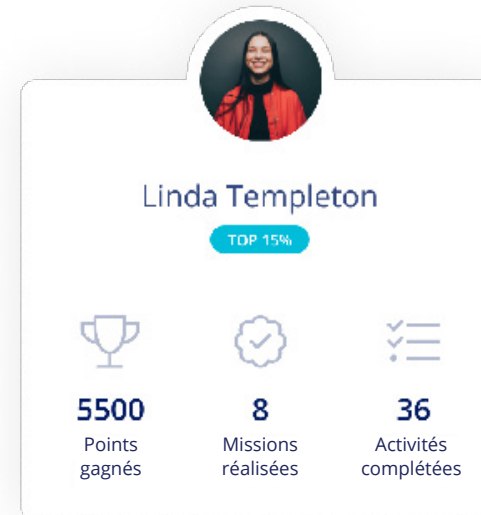 Linda Templeton
TOP 15%
5500
Points
gagnés
8
Missions
réalisées
36
Activités
complétées